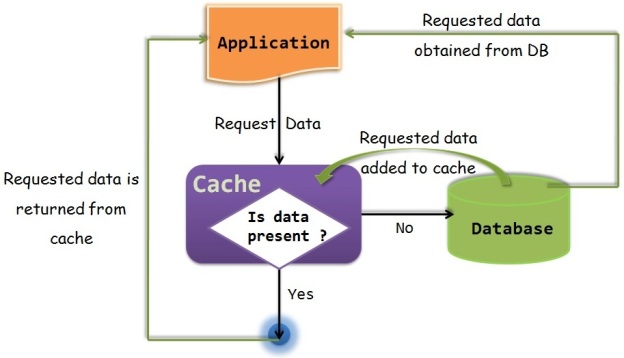 Requested data
obtained from DB
Application
Request Data
Requested data
added to cache
Requested data is
returned from
cache
Cache
Is data
present ?
No
Database
Yes